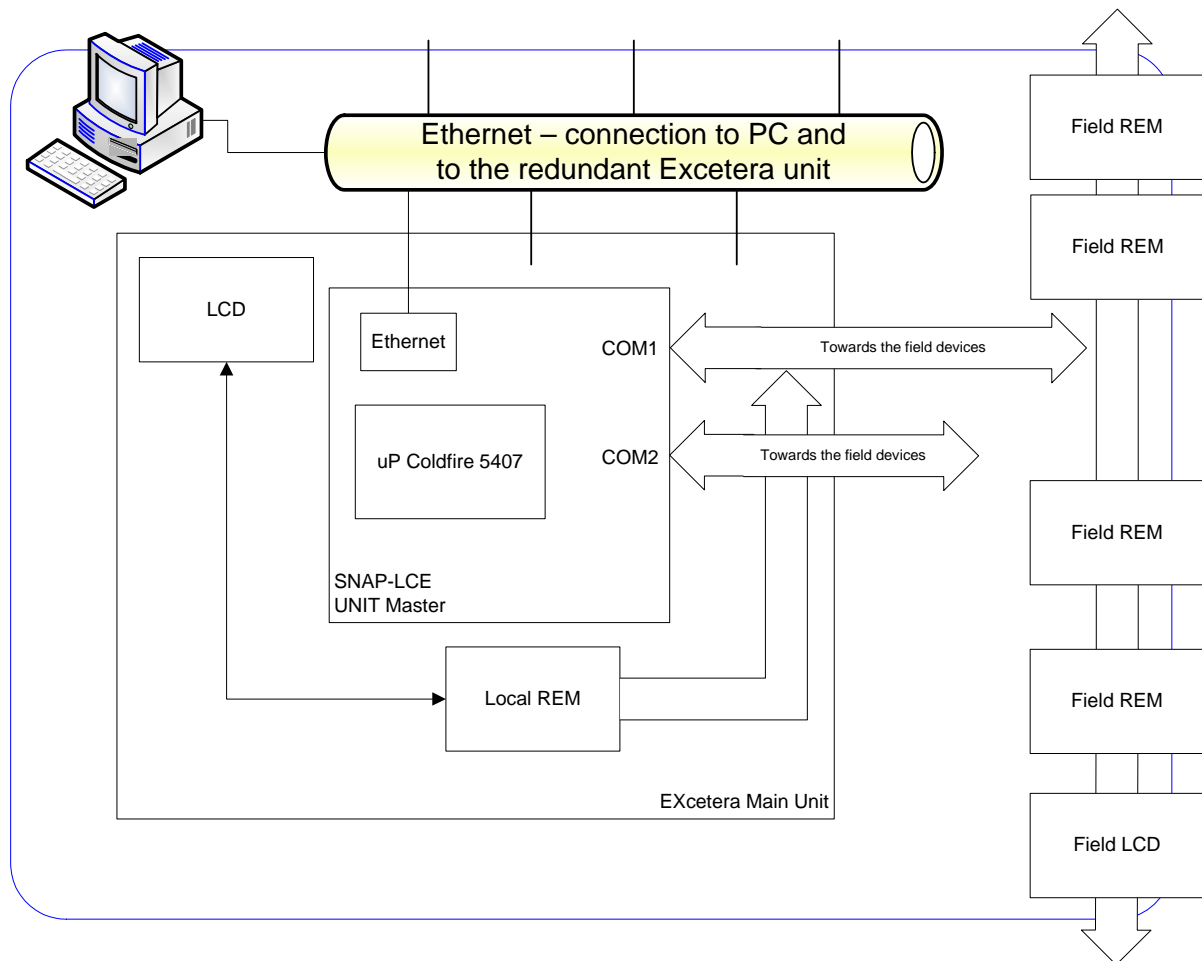 Ethernet – connection to PC and
to the redundant Excetera unit
Field REM
Field REM
LCD
Ethernet
COM1
Towards the field devices
uP Coldfire 5407
COM2
Towards the field devices
Field REM
SNAP-LCE
UNIT Master
Local REM
Field REM
EXcetera Main Unit
Field LCD